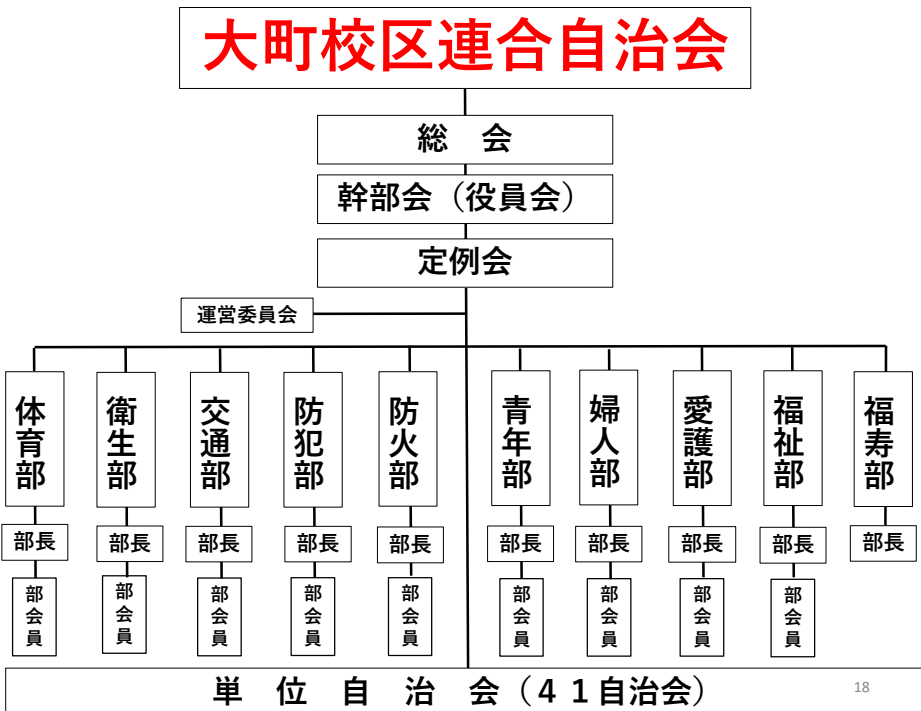 大町校区連合自治会
総　会
幹部会（役員会）
定例会
運営委員会
体育部
衛生部
交通部
防犯部
防火部
青年部
婦人部
愛護部
福祉部
福寿部
部長
部長
部長
部長
部長
部長
部長
部長
部長
部長
部会員
部会員
部会員
部会員
部会員
部会員
部会員
部会員
部会員
単　位　自　治　会（４１自治会）
18